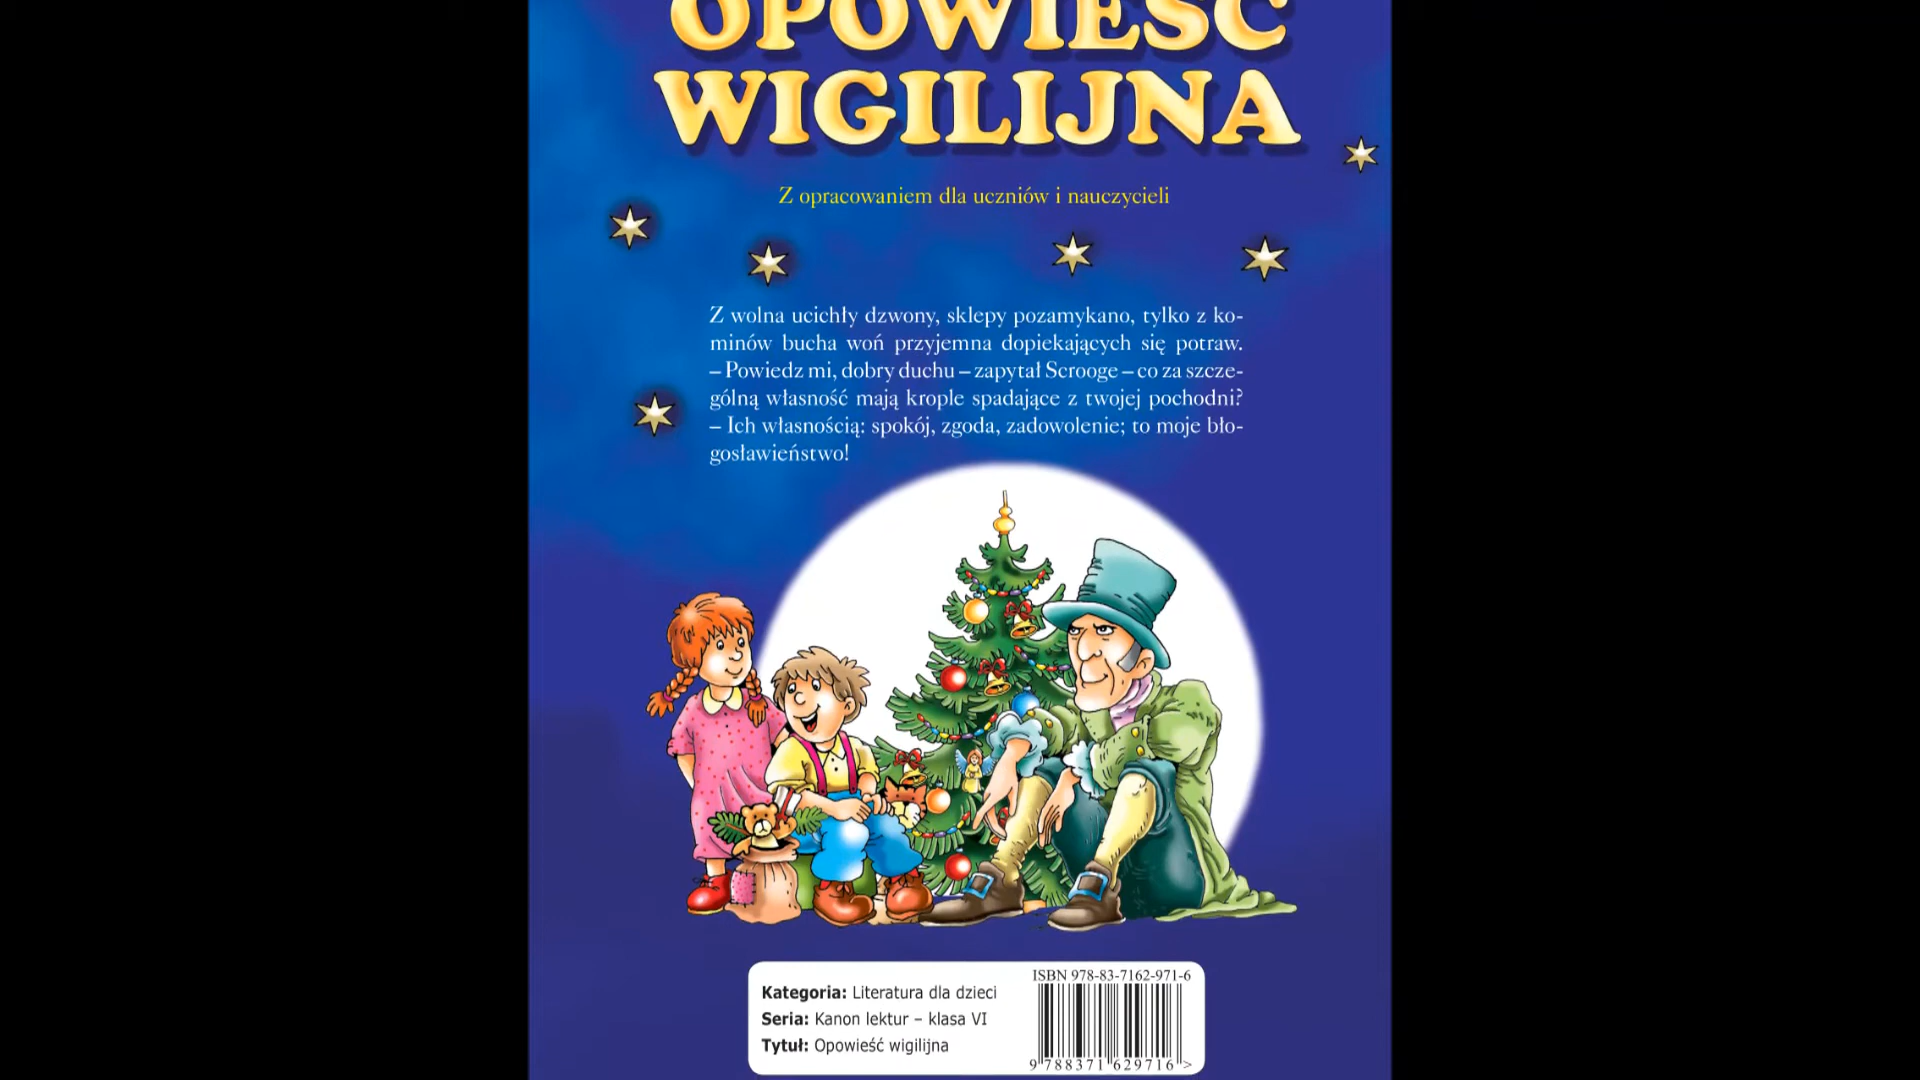 OPOWIEŚĆ
WIGILIJNA
Z opracowaniem dla uczniów i nauczycieli
Z wolna ucichły dzwony, sklepy pozamykano, tylko z ko-
minów bucha woń przyjemna dopiekających się potraw.
– Powiedz mi, dobry duchu – zapytał Scrooge – co za szcze-
gólną własność mają krople spadające z twojej pochodni?
– Ich własnością: spokój, zgoda, zadowolenie; to moje bło-
gosławieństwo!
Kategoria: Literatura dla dzieci
Seria: Kanon lektur – klasa VI
Tytuł: Opowieść wigilijna
ISBN 978-83-7162-971-6
9 788371 629716 >